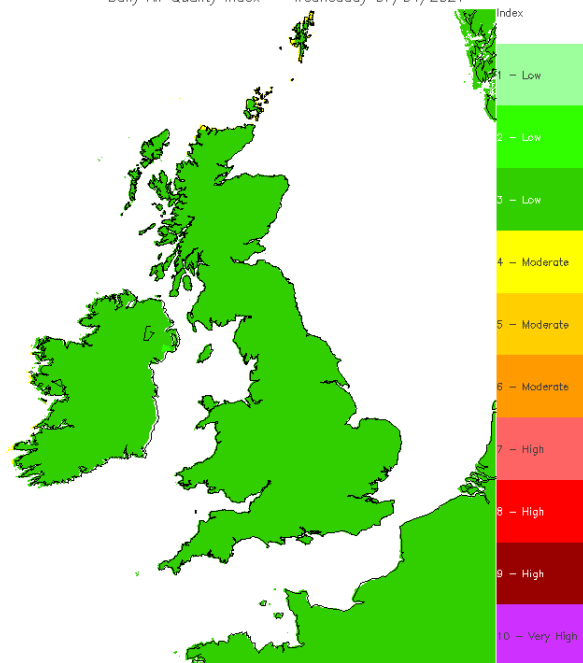 Index
1 - Low
2 - Low
3 - Low
4 - Moderate
5 - Moderate
6 - Moderate
7 - High
8 - High
9 - High
10 - Very High